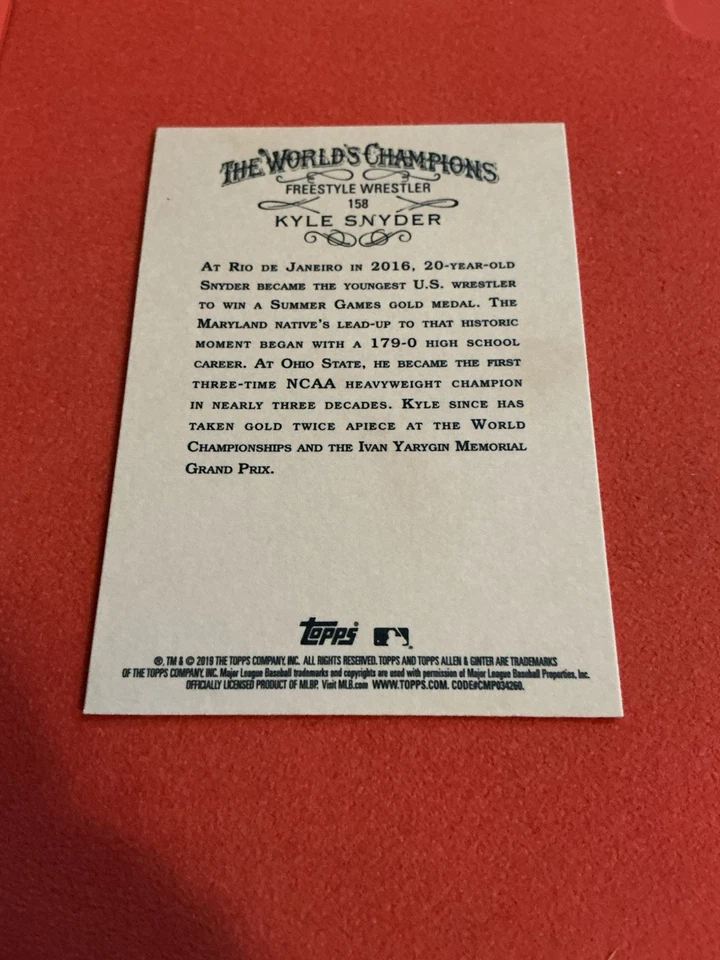 THE WORLD'S CHAMPIONS
FREESTYLE WRESTLER
158
KYLE SNYDER
AT RIO DE JANEIRO IN 2016, 20-YEAR-OLD
SNYDER BECAME THE YOUNGEST U.S. WRESTLER
TO WIN A SUMMER GAMES GOLD MEDAL. THE
MARYLAND NATIVE'S LEAD-UP TO THAT HISTORIC
MOMENT BEGAN WITH A 179-0 HIGH SCHOOL
CAREER. AT OHIO STATE, HE BECAME THE FIRST
THREE-TIME NCAA HEAVYWEIGHT CHAMPION
IN NEARLY THREE DECADES. KYLE SINCE HAS
TAKEN GOLD TWICE APIECE AT THE WORLD
CHAMPIONSHIPS AND THE IVAN YARYGIN MEMORIAL
GRAND PRIX.
topps
®, TM & © 2019 THE TOPPS COMPANY, INC. ALL RIGHTS RESERVED. TOPPS AND TOPPS ALLEN & GINTER ARE TRADEMARKS
OF THE TOPPS COMPANY, INC. Major League Baseball trademarks and copyrights are used with permission of Major League Baseball Properties, Inc.
OFFICIALLY LICENSED PRODUCT OF MLBP. Visit MLB.com WWW.TOPPS.COM. CODE#CMP034260.